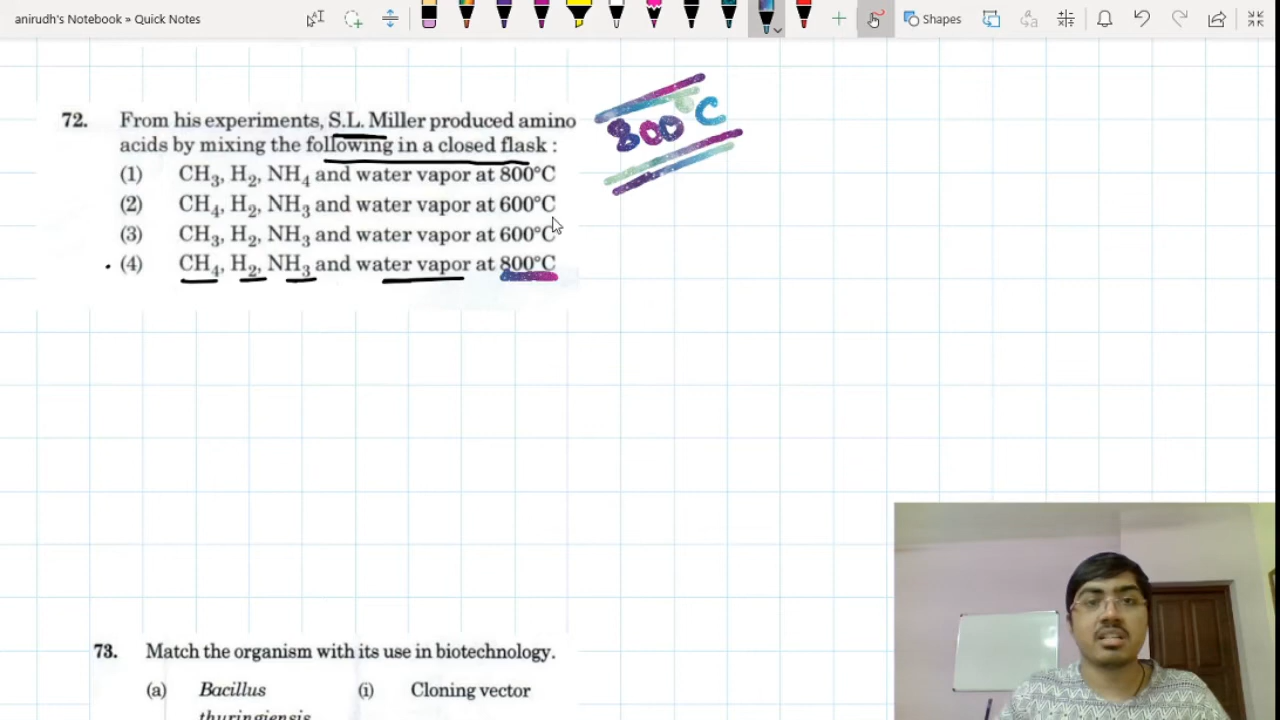 anirudh's Notebook » Quick Notes
Shapes
800°C
72. From his experiments, S.L. Miller produced amino
acids by mixing the following in a closed flask :
(1) CH₃, H₂, NH₄ and water vapor at 800°C
(2) CH₄, H₂, NH₃ and water vapor at 600°C
(3) CH₃, H₂, NH₃ and water vapor at 600°C
(4) CH₄, H₂, NH₃ and water vapor at 800°C
73. Match the organism with its use in biotechnology.
(a) Bacillus (i) Cloning vector
thuringiensis